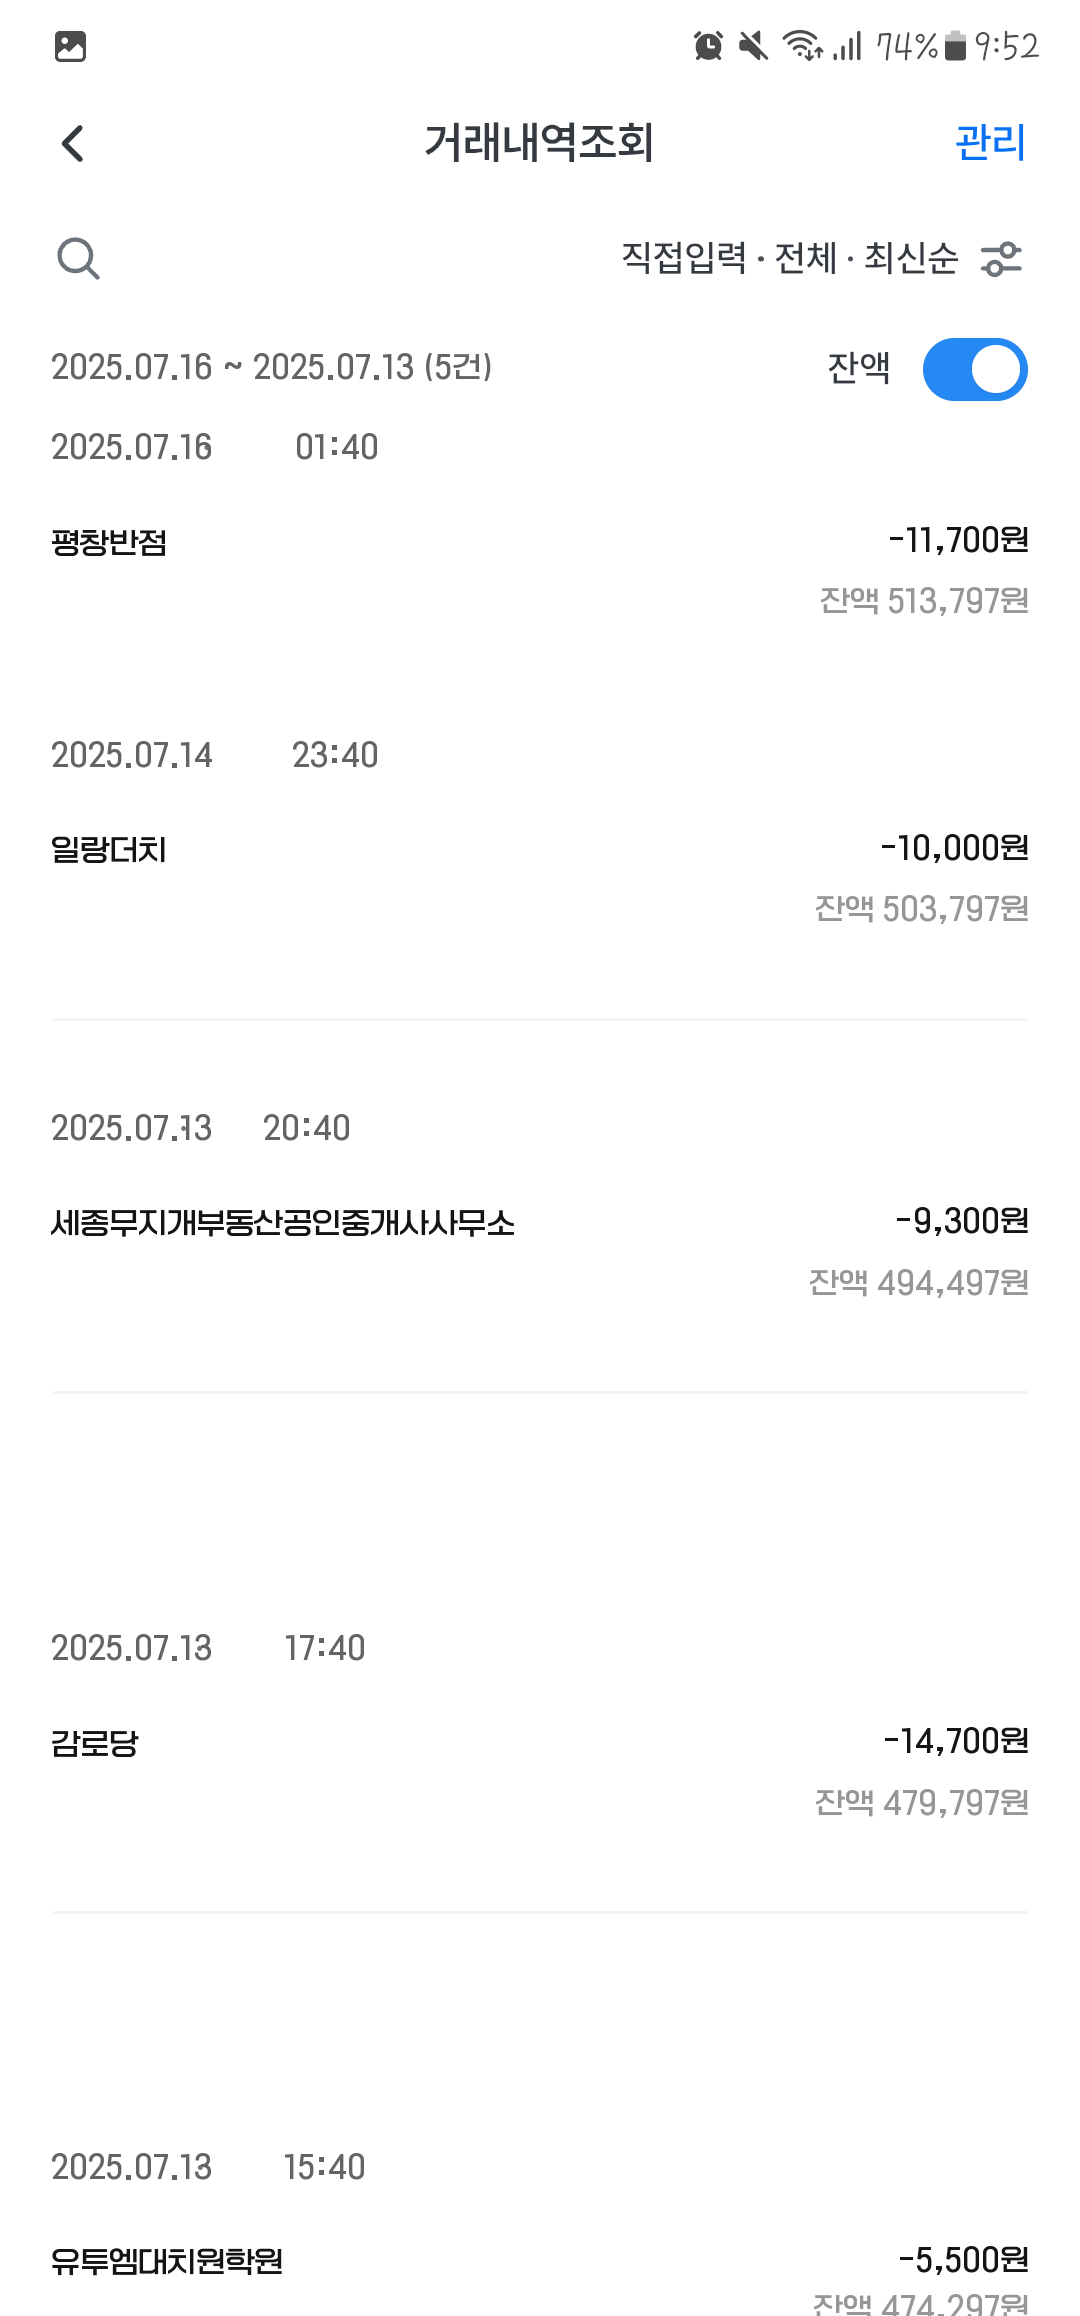 74% 9:52
거래내역조회 관리
직접입력 · 전체 · 최신순
2025.07.16 ~ 2025.07.13 (5건) 잔액
2025.07.16 01:40
평창반점 -11,700원
잔액 513,797원
2025.07.14 23:40
일랑더치 -10,000원
잔액 503,797원
2025.07.13 20:40
세종무지개부동산공인중개사사무소 -9,300원
잔액 494,497원
2025.07.13 17:40
감로당 -14,700원
잔액 479,797원
2025.07.13 15:40
유투엠대치원학원 -5,500원
잔액 474,297원